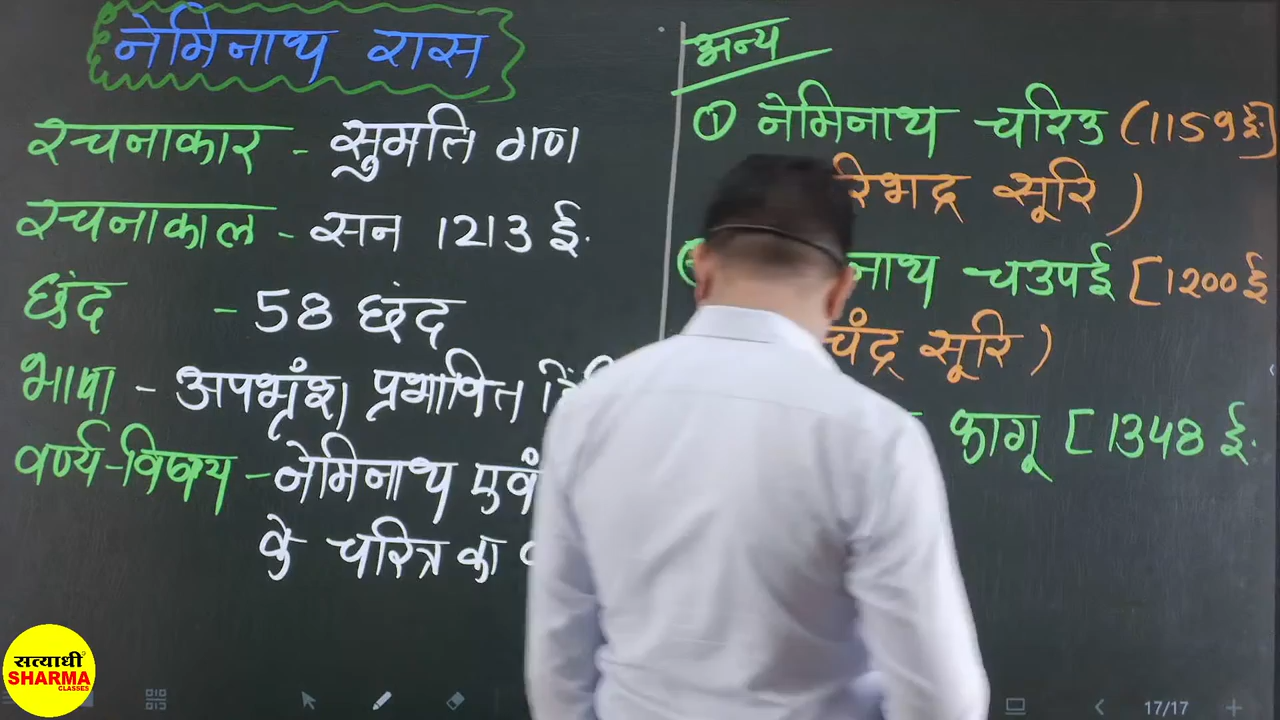 नेमिनाथ रास
रचनाकार - सुमति गण
रचनाकाल - सन 1213 ई.
छंद - 58 छंद
भाषा - अपभ्रंश प्रभावित
वर्ण्य-विषय - नेमिनाथ एवं
के चरित्र का
अन्य
① नेमिनाथ चरिउ (1159 ई.]
रिभद्र सूरि )
नाथ चउपई [1200 ई
चंद्र सूरि )
फागू [1348 ई.
सत्यार्थी
SHARMA
CLASSES
17/17